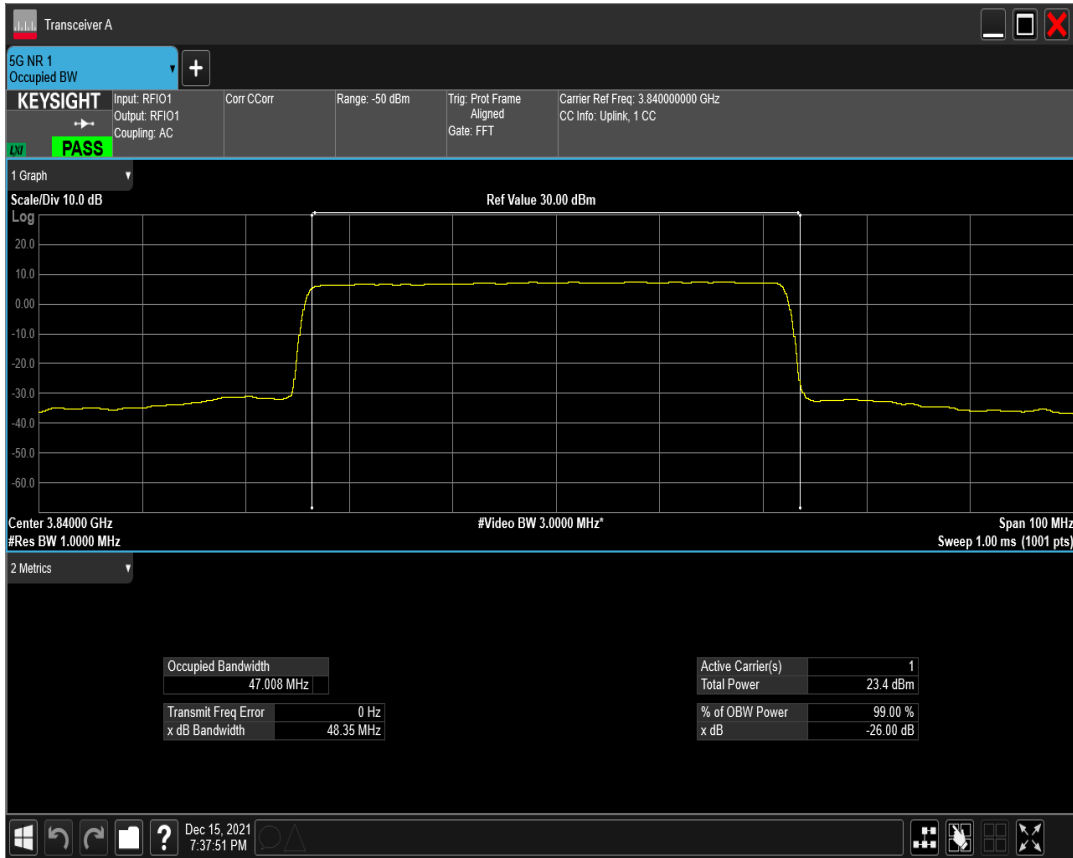 Transceiver A
5G NR 1
Occupied BW
KEYSIGHT
LXI
PASS
Input: RFIO1
Output: RFIO1
Coupling: AC
Corr CCorr
Range: -50 dBm
Trig: Prot Frame
Aligned
Gate: FFT
Carrier Ref Freq: 3.840000000 GHz
CC Info: Uplink, 1 CC
1 Graph
Scale/Div 10.0 dB
Ref Value 30.00 dBm
Log
20.0
10.0
0.00
-10.0
-20.0
-30.0
-40.0
-50.0
-60.0
Center 3.84000 GHz
#Video BW 3.0000 MHz*
Span 100 MHz
#Res BW 1.0000 MHz
Sweep 1.00 ms (1001 pts)
2 Metrics
Occupied Bandwidth
47.008 MHz
Transmit Freq Error 0 Hz
x dB Bandwidth 48.35 MHz
Active Carrier(s) 1
Total Power 23.4 dBm
% of OBW Power 99.00 %
x dB -26.00 dB
?
Dec 15, 2021
7:37:51 PM